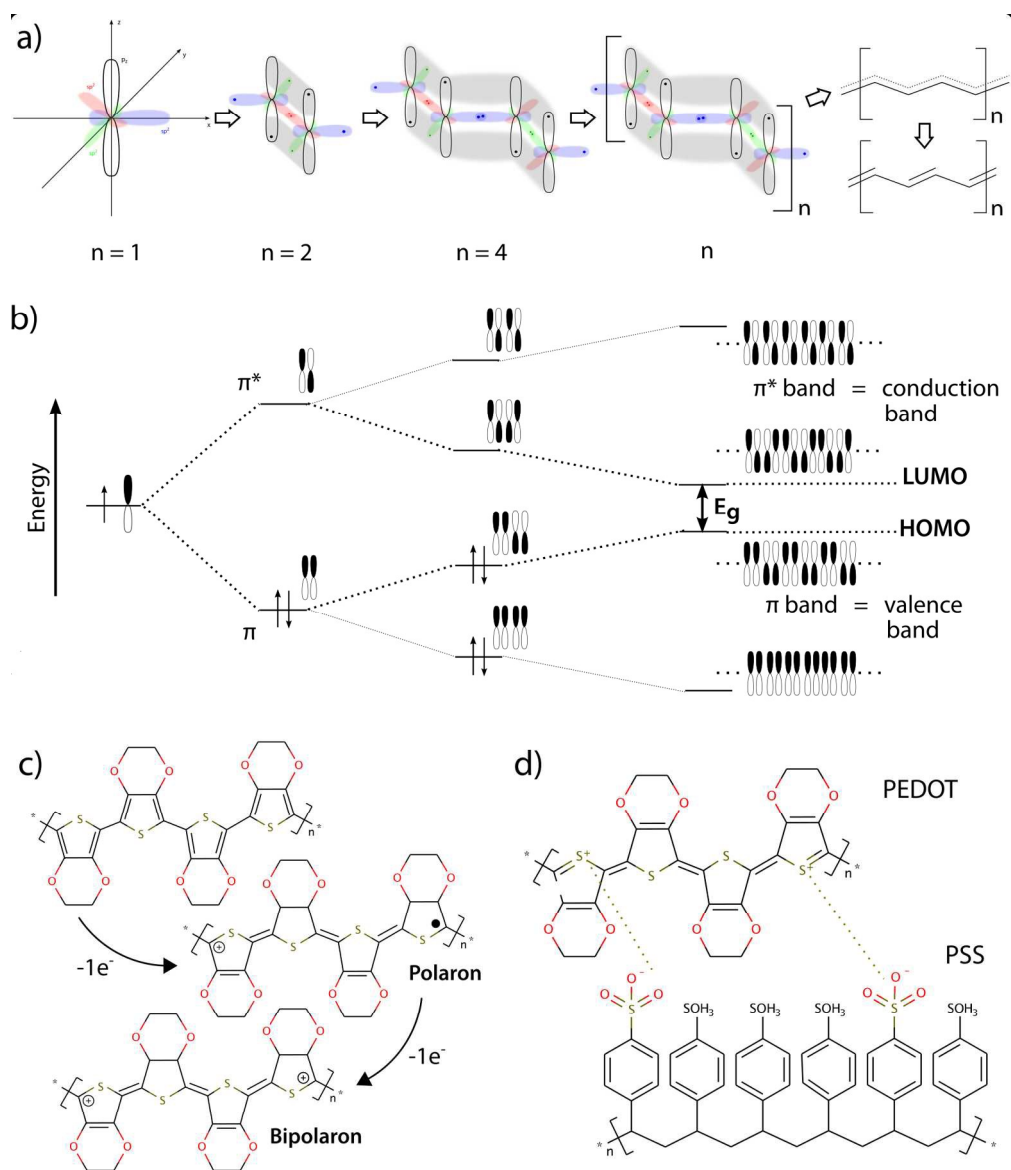 a)
z
y
x
pz
sp²
sp²
sp²
n
n
n
n = 1
n = 2
n = 4
n
b)
Energy
π*
π
π* band = conduction
band
LUMO
Eg
HOMO
π band = valence
band
c)
O O O O
* S S S S n *
O O O O
-1e⁻
O O O O
* S ⊕ S S S n *
O O O O
Polaron
-1e⁻
O O O O
* S ⊕ S S S ⊕ n *
O O O O
Bipolaron
d)
PEDOT
O O O O
* S+ S S S+ n *
O O O O
PSS
O⁻ O⁻
O S O SOH3 SOH3 SOH3 O S O SOH3
* n *